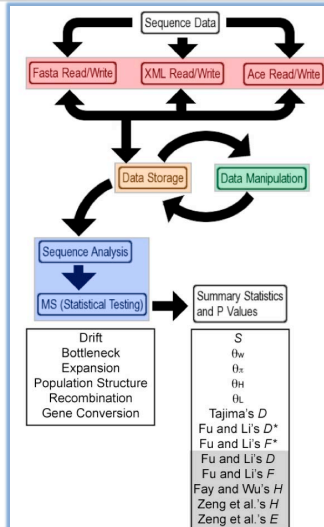 Sequence Data
Fasta Read/Write
XML Read/Write
Ace Read/Write
Data Storage
Data Manipulation
Sequence Analysis
MS (Statistical Testing)
Summary Statistics
and P Values
Drift
Bottleneck
Expansion
Population Structure
Recombination
Gene Conversion
S
θw
θπ
θH
θL
Tajima's D
Fu and Li's D*
Fu and Li's F*
Fu and Li's D
Fu and Li's F
Fay and Wu's H
Zeng et al.'s H
Zeng et al.'s E